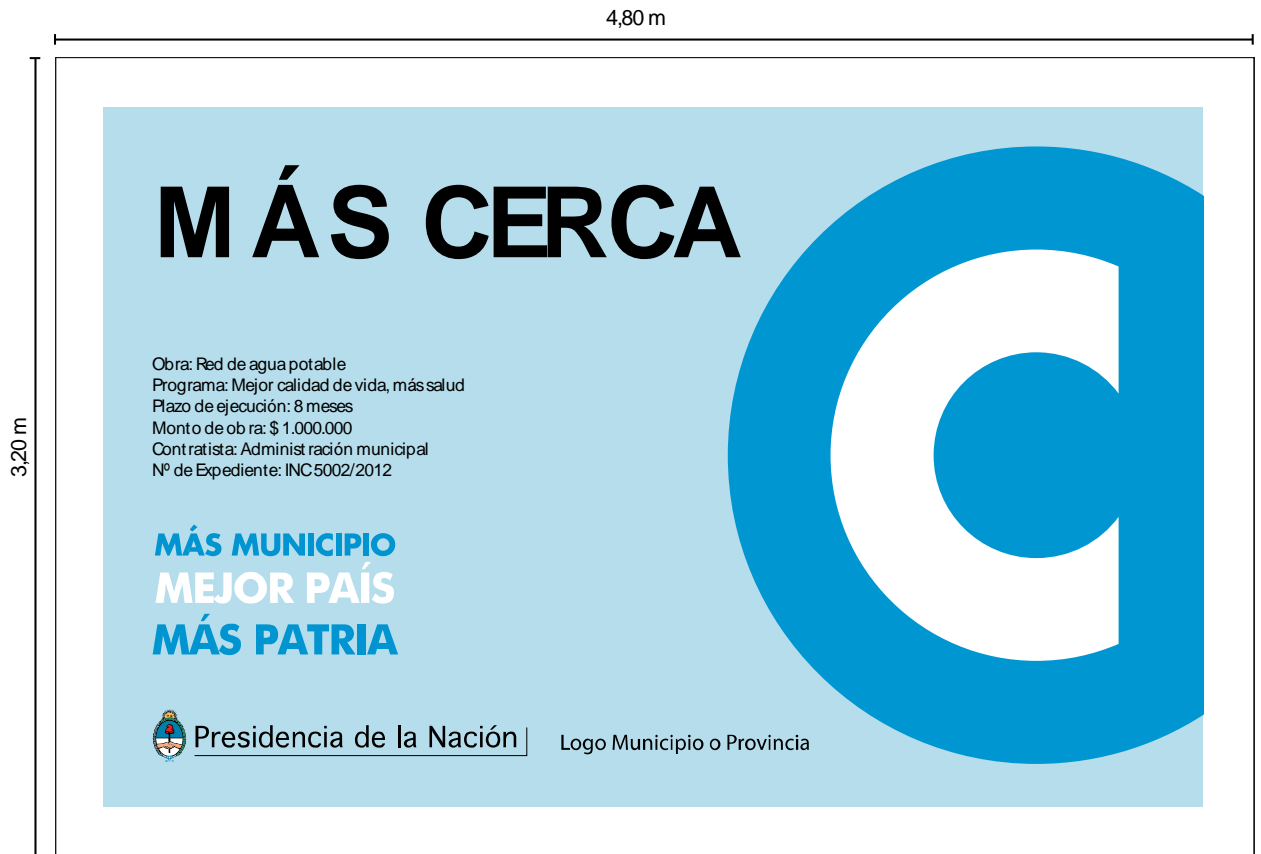 4,80 m
3,20 m
MÁS CERCA
Obra: Red de agua potable
Programa: Mejor calidad de vida, más salud
Plazo de ejecución: 8 meses
Monto de obra: $ 1.000.000
Contratista: Administración municipal
Nº de Expediente: INC5002/2012
MÁS MUNICIPIO
MEJOR PAÍS
MÁS PATRIA
Presidencia de la Nación
Logo Municipio o Provincia
C